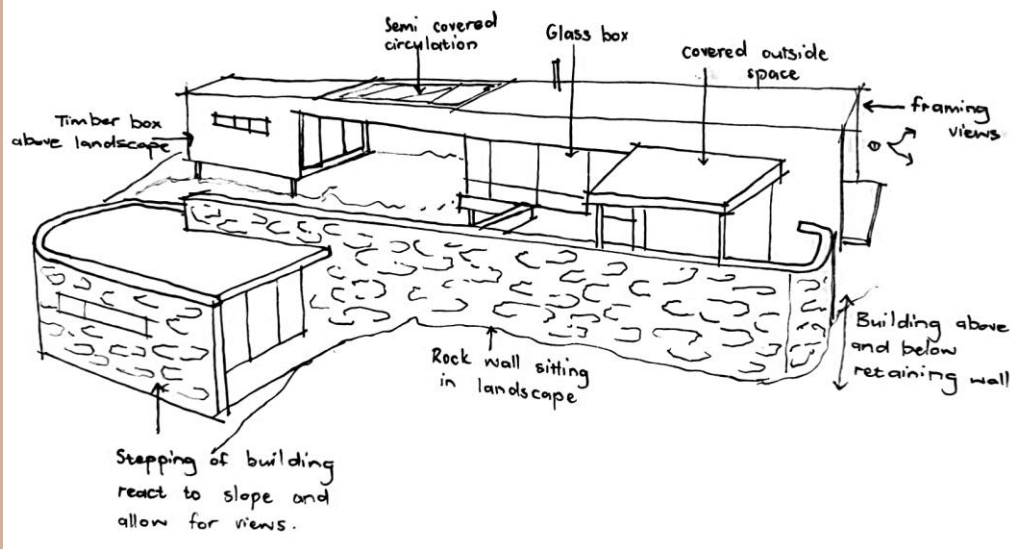 Semi covered
circulation
Glass box
covered outside
space
framing
views
Timber box
above landscape
Building above
and below
retaining wall
Rock wall sitting
in landscape
Stepping of building
react to slope and
allow for views.